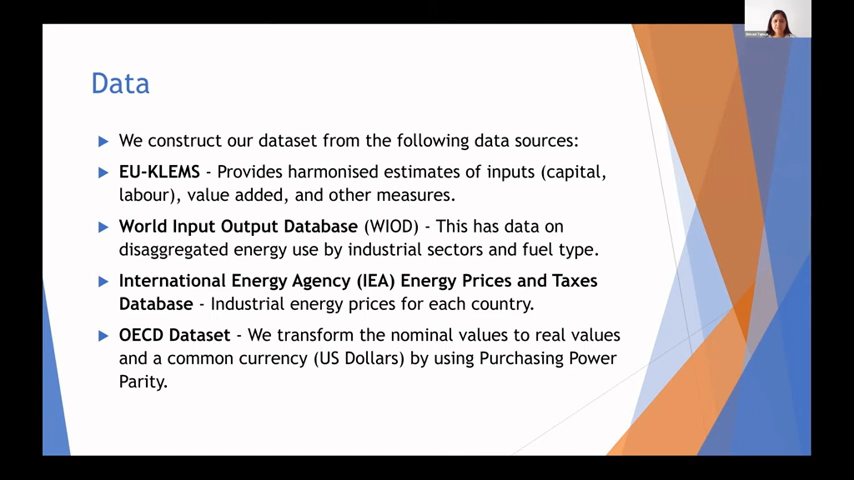 Data
We construct our dataset from the following data sources:
EU-KLEMS - Provides harmonised estimates of inputs (capital,
labour), value added, and other measures.
World Input Output Database (WIOD) - This has data on
disaggregated energy use by industrial sectors and fuel type.
International Energy Agency (IEA) Energy Prices and Taxes
Database - Industrial energy prices for each country.
OECD Dataset - We transform the nominal values to real values
and a common currency (US Dollars) by using Purchasing Power
Parity.